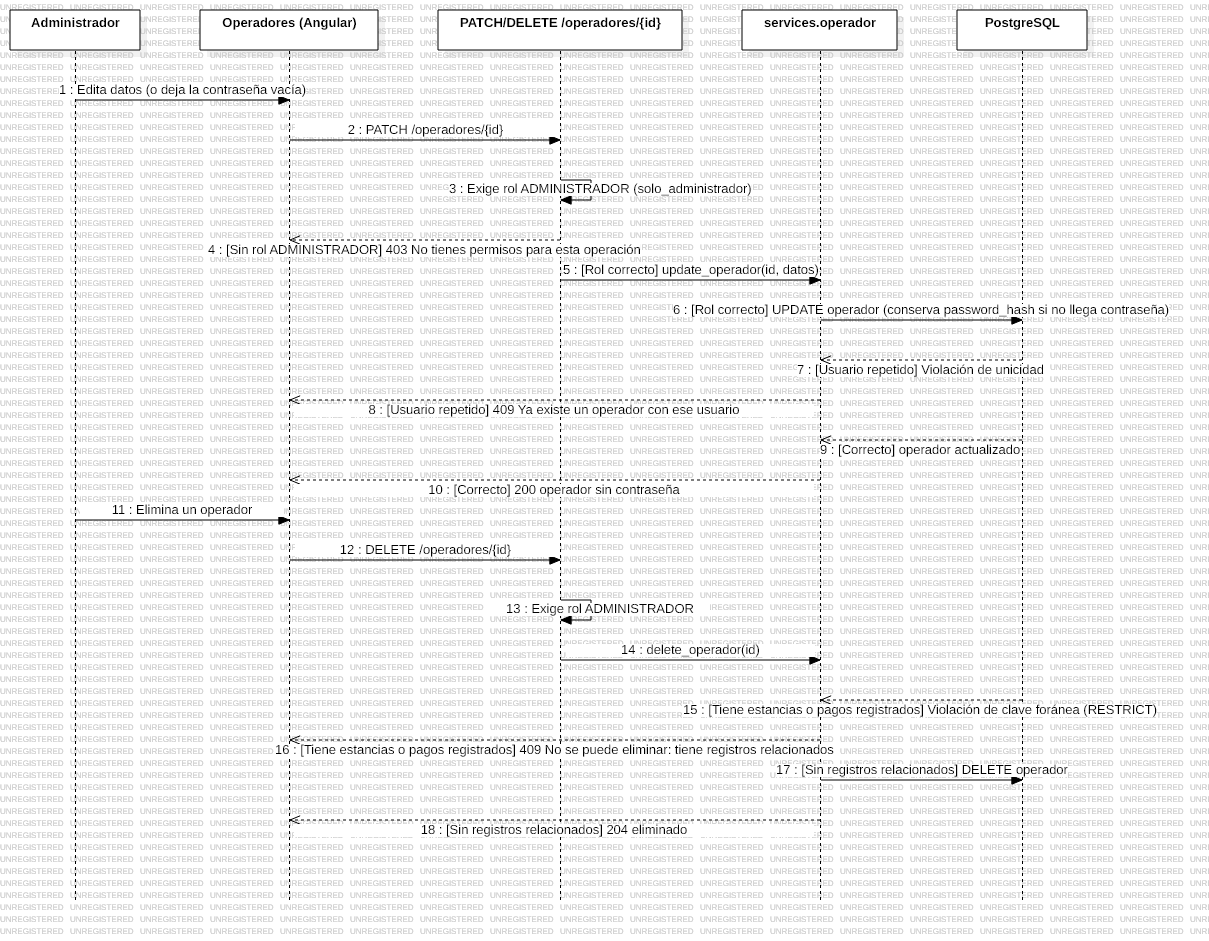 Administrador
Operadores (Angular)
PATCH/DELETE /operadores/{id}
services.operador
PostgreSQL
1 : Edita datos (o deja la contraseña vacía)
2 : PATCH /operadores/{id}
3 : Exige rol ADMINISTRADOR (solo_administrador)
4 : [Sin rol ADMINISTRADOR] 403 No tienes permisos para esta operación
5 : [Rol correcto] update_operador(id, datos)
6 : [Rol correcto] UPDATE operador (conserva password_hash si no llega contraseña)
7 : [Usuario repetido] Violación de unicidad
8 : [Usuario repetido] 409 Ya existe un operador con ese usuario
9 : [Correcto] operador actualizado
10 : [Correcto] 200 operador sin contraseña
11 : Elimina un operador
12 : DELETE /operadores/{id}
13 : Exige rol ADMINISTRADOR
14 : delete_operador(id)
15 : [Tiene estancias o pagos registrados] Violación de clave foránea (RESTRICT)
16 : [Tiene estancias o pagos registrados] 409 No se puede eliminar: tiene registros relacionados
17 : [Sin registros relacionados] DELETE operador
18 : [Sin registros relacionados] 204 eliminado
UNREGISTERED